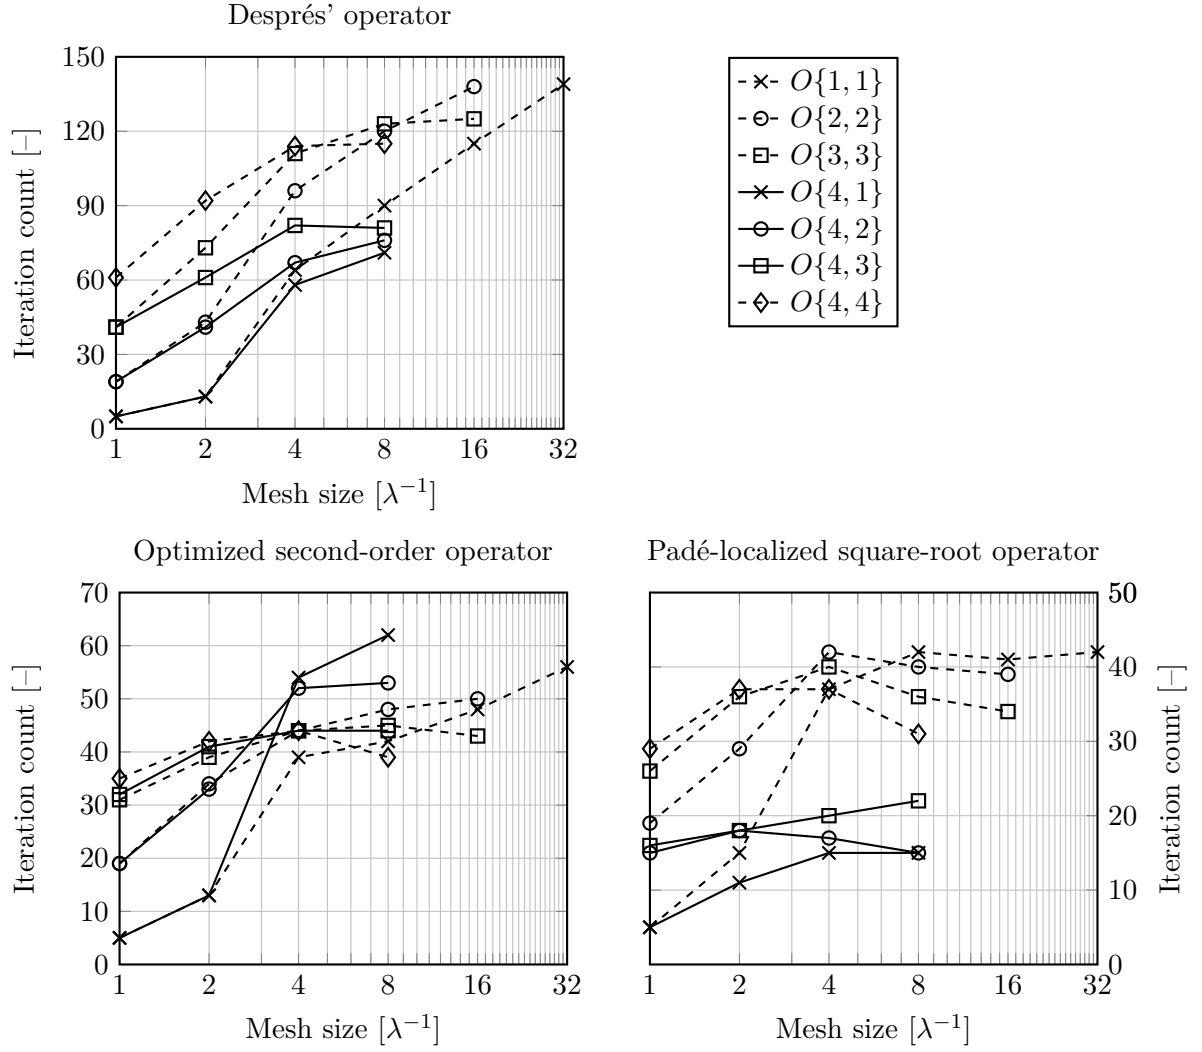 Després' operator
150
120
90
60
30
0
Iteration count [−]
1 2 4 8 16 32
Mesh size [λ⁻¹]
O{1, 1}
O{2, 2}
O{3, 3}
O{4, 1}
O{4, 2}
O{4, 3}
O{4, 4}
Optimized second-order operator
70
60
50
40
30
20
10
0
Iteration count [−]
1 2 4 8 16 32
Mesh size [λ⁻¹]
Padé-localized square-root operator
50
40
30
20
10
0
Iteration count [−]
1 2 4 8 16 32
Mesh size [λ⁻¹]